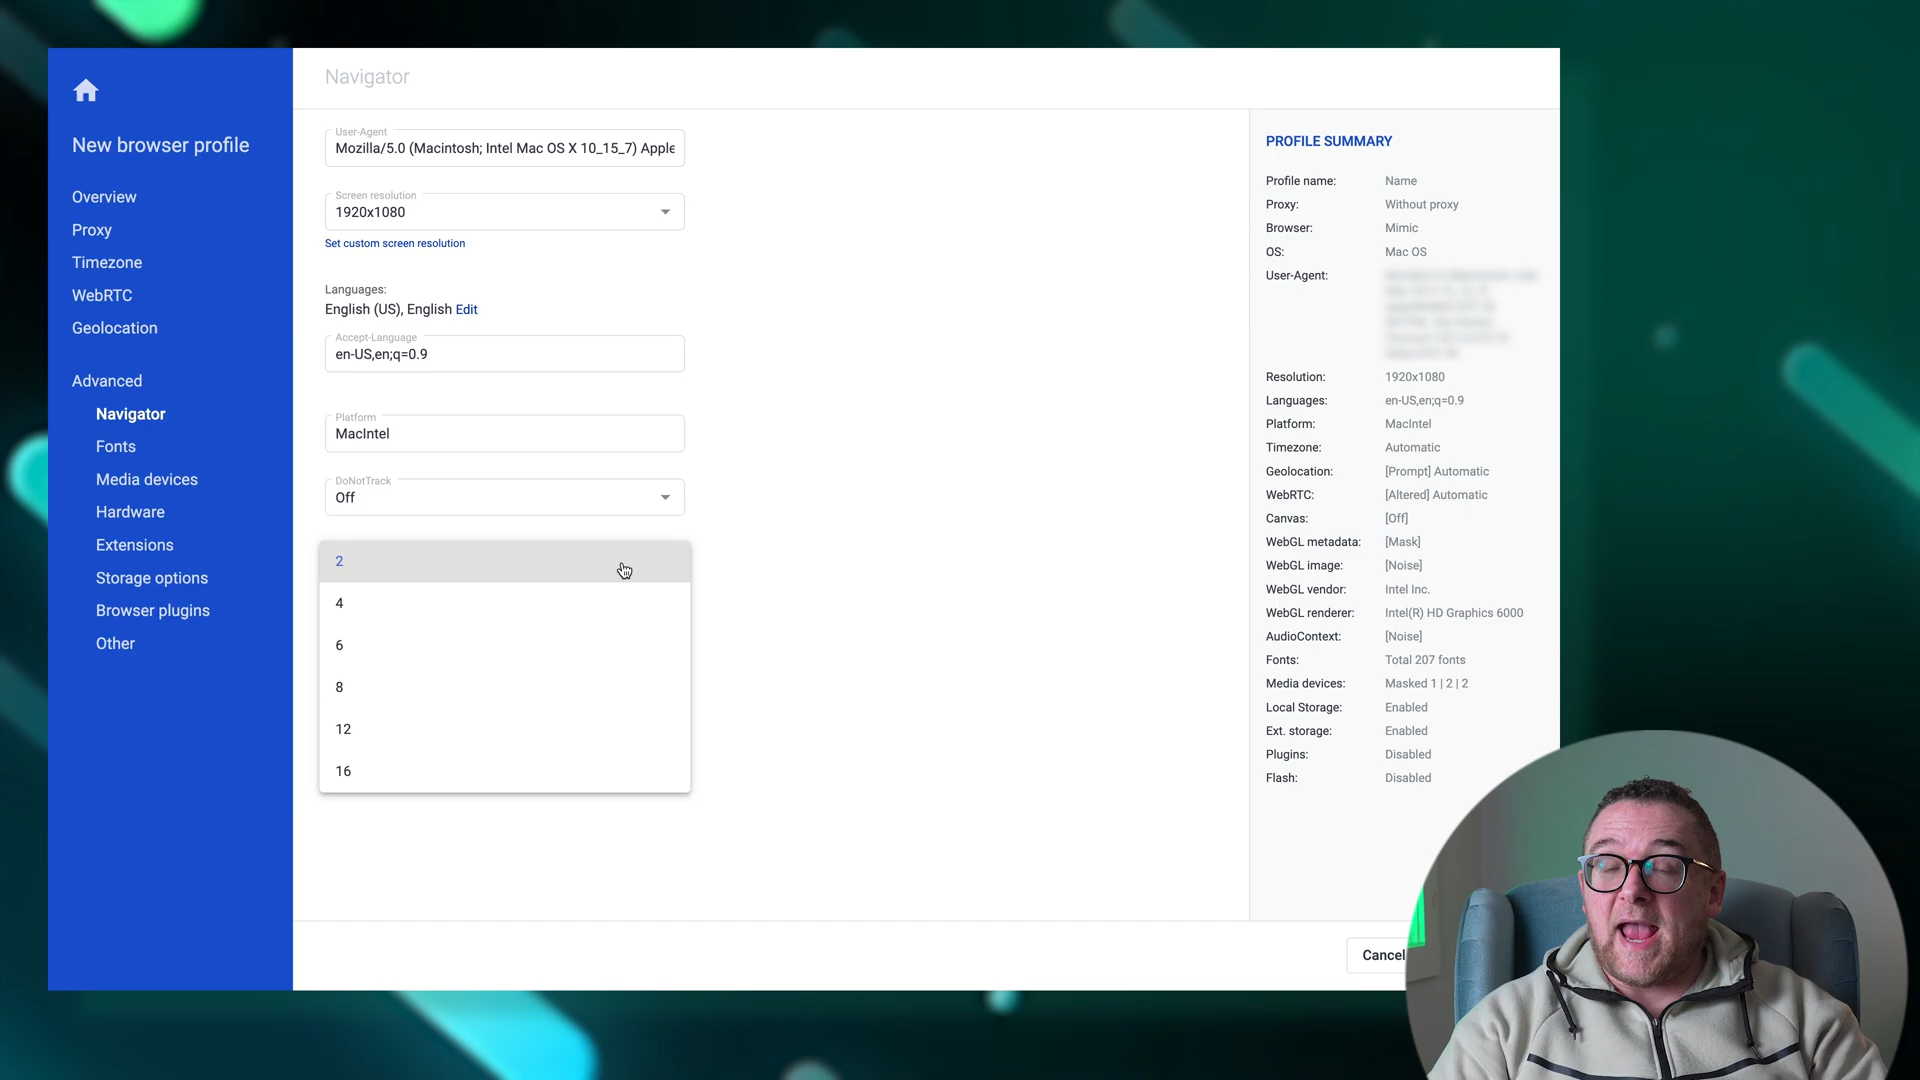 New browser profile
Overview
Proxy
Timezone
WebRTC
Geolocation
Advanced
Navigator
Fonts
Media devices
Hardware
Extensions
Storage options
Browser plugins
Other
Navigator
User-Agent
Mozilla/5.0 (Macintosh; Intel Mac OS X 10_15_7) Apple
Screen resolution
1920x1080
Set custom screen resolution
Languages:
English (US), English Edit
Accept-Language
en-US,en;q=0.9
Platform
MacIntel
DoNotTrack
Off
2
4
6
8
12
16
PROFILE SUMMARY
Profile name: Name
Proxy: Without proxy
Browser: Mimic
OS: Mac OS
User-Agent:
Resolution: 1920x1080
Languages: en-US,en;q=0.9
Platform: MacIntel
Timezone: Automatic
Geolocation: [Prompt] Automatic
WebRTC: [Altered] Automatic
Canvas: [Off]
WebGL metadata: [Mask]
WebGL image: [Noise]
WebGL vendor: Intel Inc.
WebGL renderer: Intel(R) HD Graphics 6000
AudioContext: [Noise]
Fonts: Total 207 fonts
Media devices: Masked 1 | 2 | 2
Local Storage: Enabled
Ext. storage: Enabled
Plugins: Disabled
Flash: Disabled
Cancel